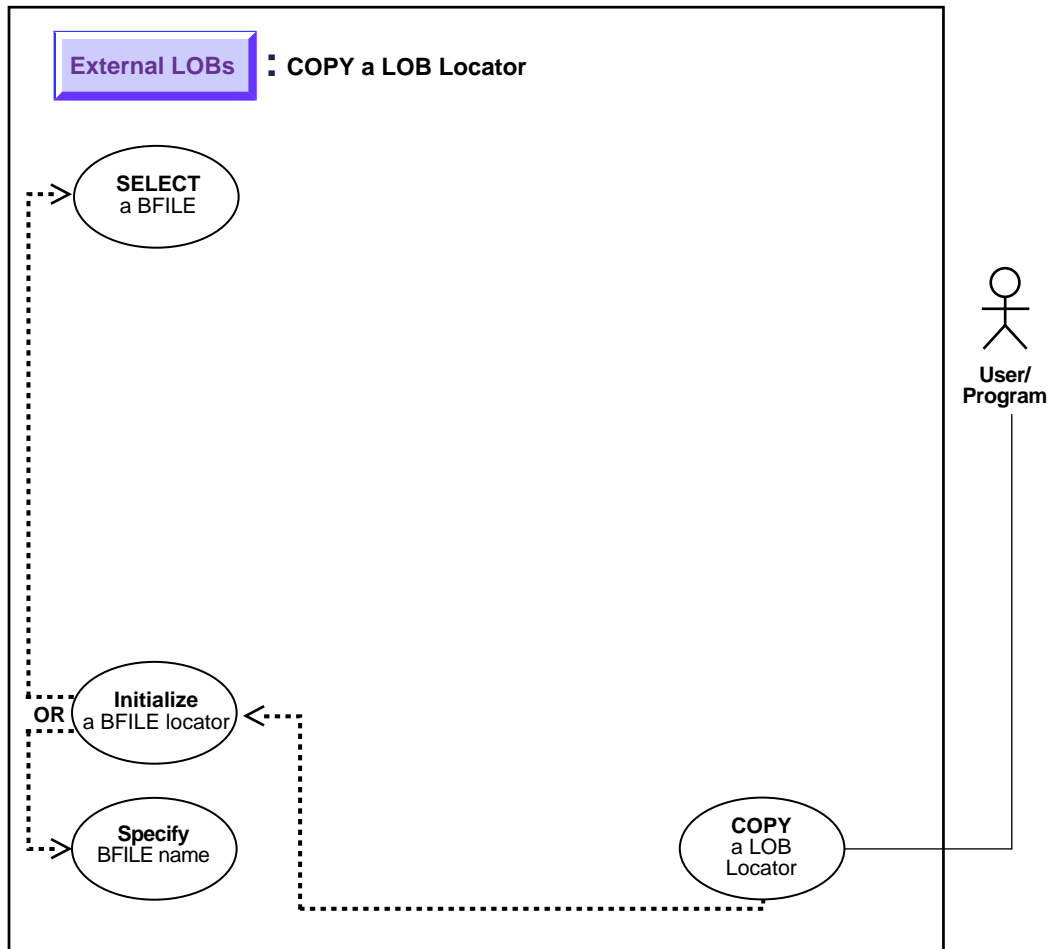 External LOBs : COPY a LOB Locator
SELECT
a BFILE
User/
Program
Initialize
OR a BFILE locator
Specify
BFILE name
COPY
a LOB
Locator